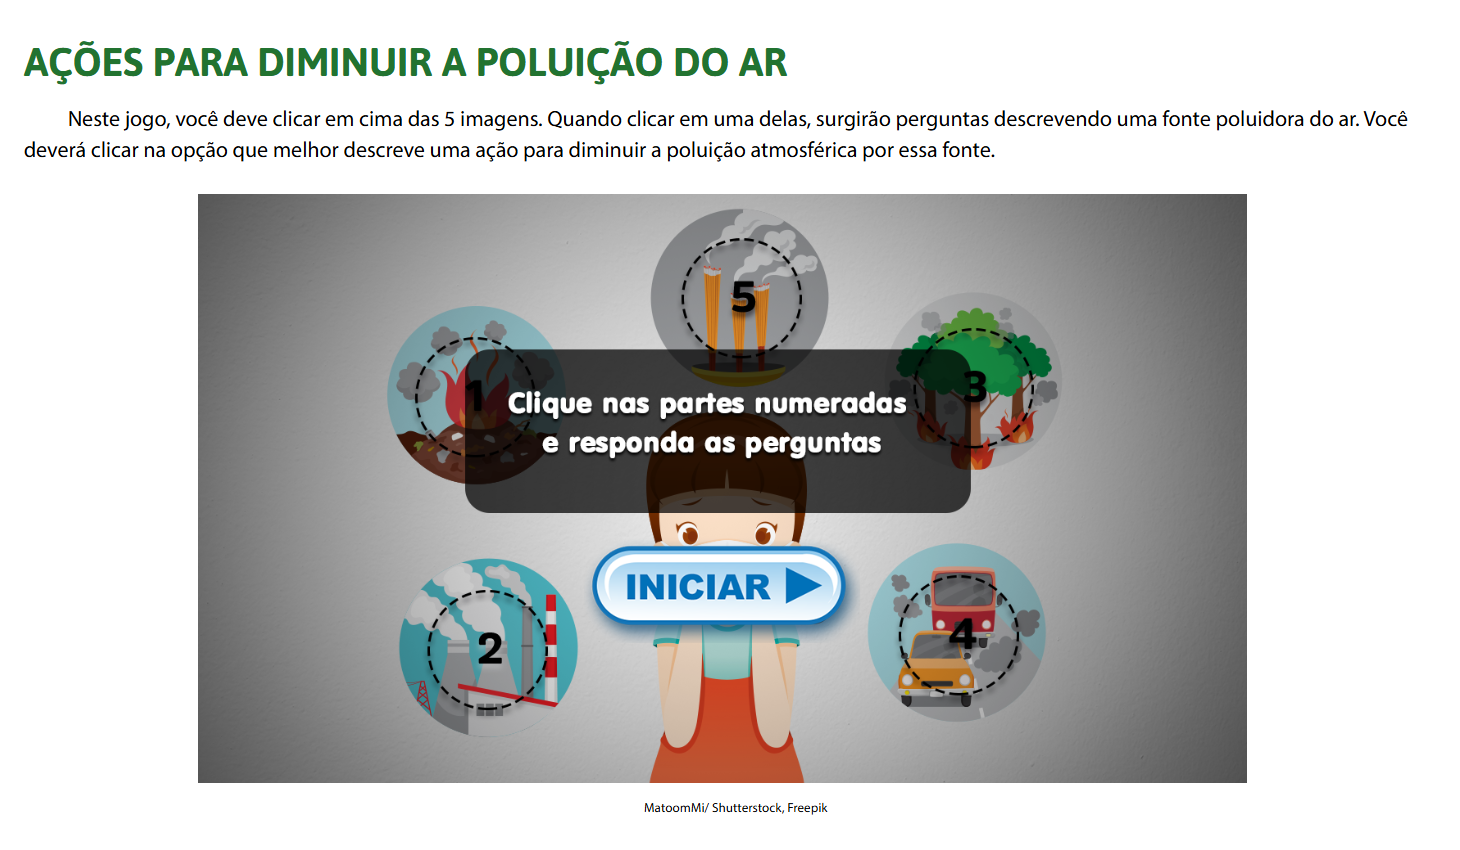 AÇÕES PARA DIMINUIR A POLUIÇÃO DO AR
Neste jogo, você deve clicar em cima das 5 imagens. Quando clicar em uma delas, surgirão perguntas descrevendo uma fonte poluidora do ar. Você
deverá clicar na opção que melhor descreve uma ação para diminuir a poluição atmosférica por essa fonte.
5
1
3
Clique nas partes numeradas
e responda as perguntas
INICIAR
2
4
MatoomMi/ Shutterstock, Freepik